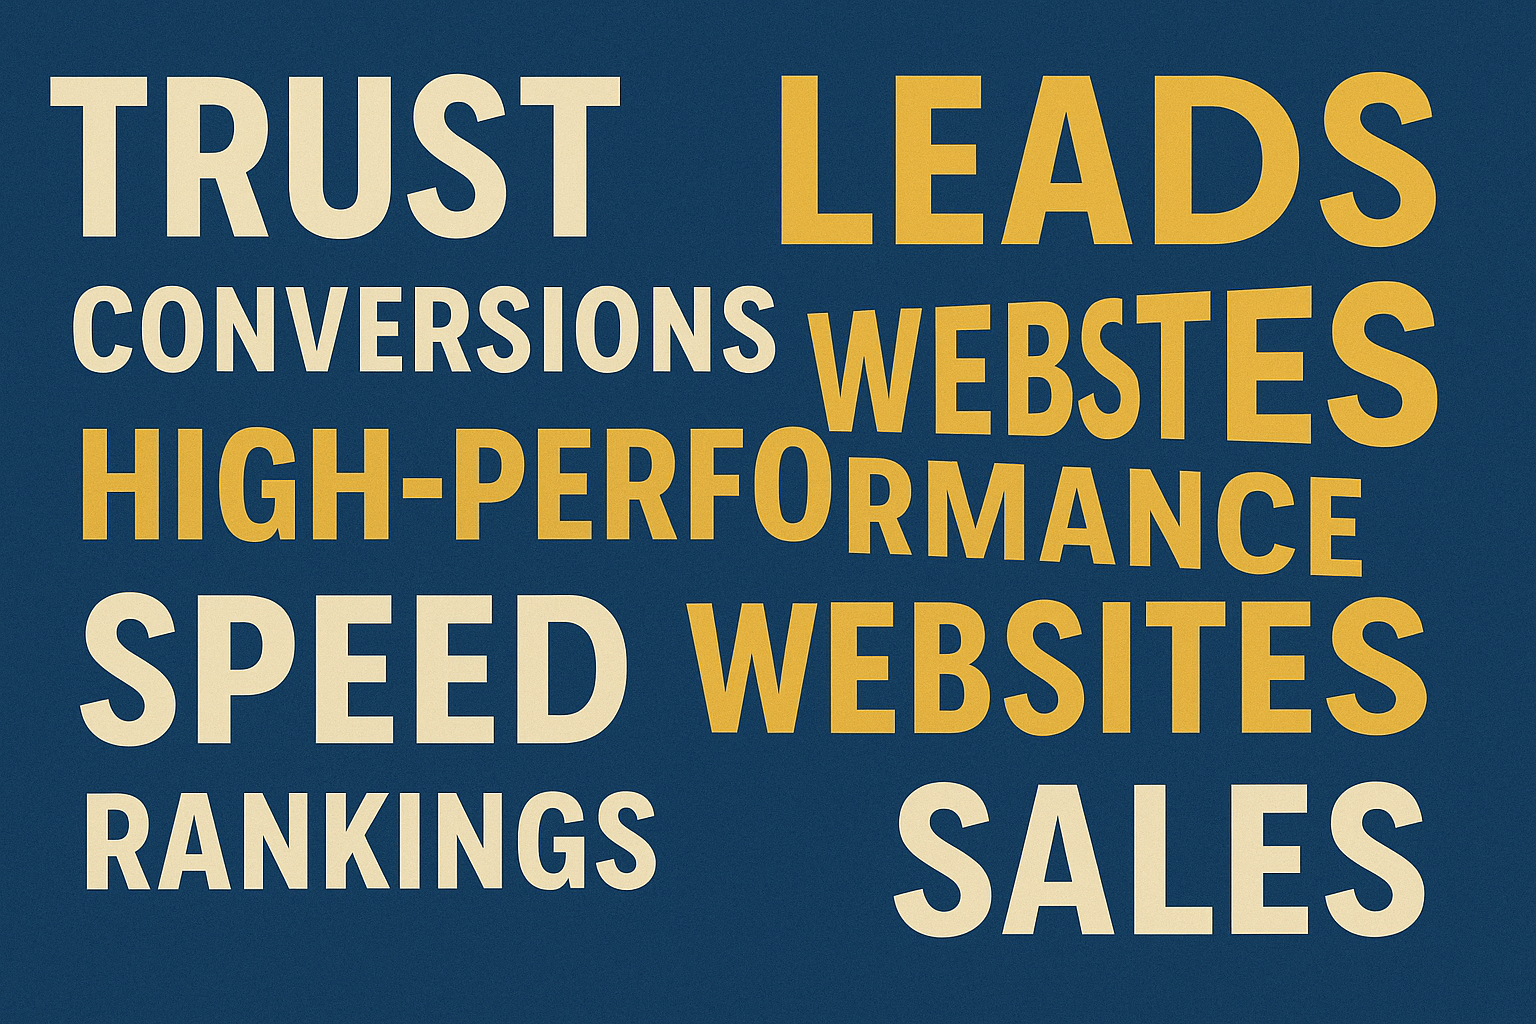 TRUST LEADS
CONVERSIONS WEBSTES
HIGH-PERFORMANCE
SPEED WEBSITES
RANKINGS SALES